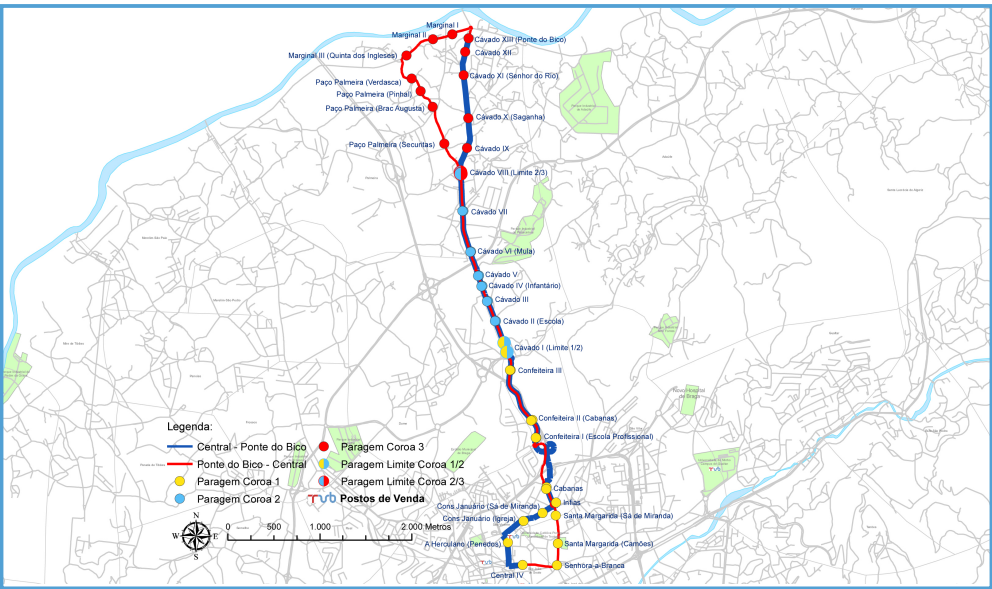 Marginal I
Marginal II
Cávado XIII (Ponte do Bico)
Cávado XII
Marginal III (Quinta dos Ingleses)
Cávado XI (Senhor do Rio)
Paço Palmeira (Verdasca)
Paço Palmeira (Pinhal)
Paço Palmeira (Brac Augusta)
Cávado X (Saganha)
Paço Palmeira (Securitas)
Cávado IX
Cávado VIII (Limite 2/3)
Cávado VII
Cávado VI (Mula)
Cávado V
Cávado IV (Infantário)
Cávado III
Cávado II (Escola)
Cávado I (Limite 1/2)
Confeiteira III
Novo Hospital
de Braga
Confeiteira II (Cabanas)
Confeiteira I (Escola Profissional)
Cabanas
Infias
Cons Januário (Sá de Miranda)
Cons Januário (Igreja)
Santa Margarida (Sá de Miranda)
A Herculano (Penedos)
Santa Margarida (Camões)
Senhora-a-Branca
Central IV
Legenda:
Central - Ponte do Bico
Ponte do Bico - Central
Paragem Coroa 1
Paragem Coroa 2
Paragem Coroa 3
Paragem Limite Coroa 1/2
Paragem Limite Coroa 2/3
TUB Postos de Venda
N
W E
S
0 500 1 000 2 000 Metros